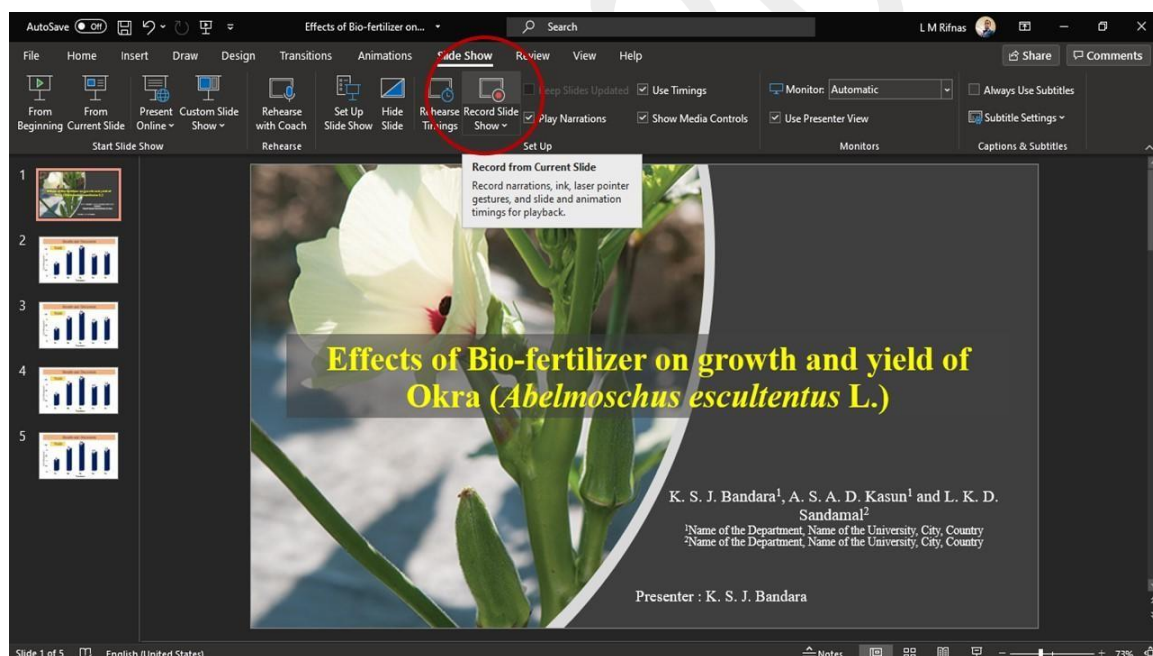 AutoSave Off Effects of Bio-fertilizer on... Search L M Rifnas
File Home Insert Draw Design Transitions Animations Slide Show Review View Help Share Comments
From Beginning
From Current Slide
Present Online
Custom Slide Show
Start Slide Show
Rehearse with Coach
Rehearse
Set Up Slide Show
Hide Slide
Rehearse Timings
Record Slide Show
Keep Slides Updated
Play Narrations
Use Timings
Show Media Controls
Set Up
Monitor: Automatic
Use Presenter View
Monitors
Always Use Subtitles
Subtitle Settings
Captions & Subtitles
Record from Current Slide
Record narrations, ink, laser pointer
gestures, and slide and animation
timings for playback.
1
2
3
4
5
Effects of Bio-fertilizer on growth and yield of
Okra (Abelmoschus escultentus L.)
K. S. J. Bandara1, A. S. A. D. Kasun1 and L. K. D.
Sandamal2
1Name of the Department, Name of the University, City, Country
2Name of the Department, Name of the University, City, Country
Presenter : K. S. J. Bandara
Slide 1 of 5 English (United States) Notes 73%